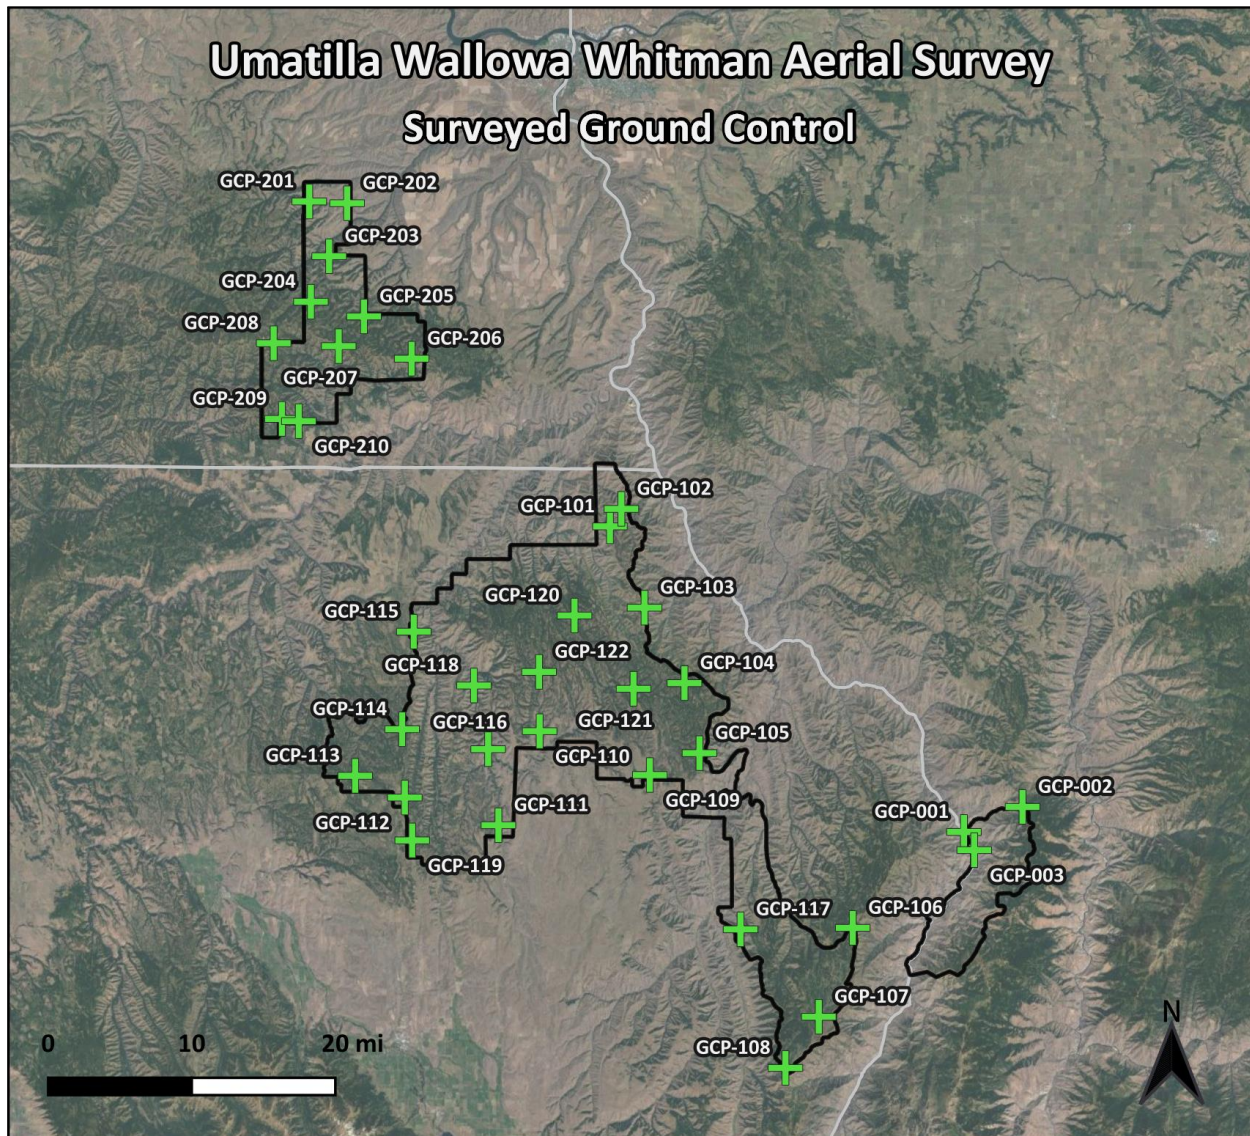 Umatilla Wallowa Whitman Aerial Survey
Surveyed Ground Control
GCP-201
GCP-202
GCP-203
GCP-204
GCP-205
GCP-208
GCP-206
GCP-207
GCP-209
GCP-210
GCP-102
GCP-101
GCP-120
GCP-103
GCP-115
GCP-122
GCP-118
GCP-104
GCP-114
GCP-116
GCP-121
GCP-105
GCP-113
GCP-110
GCP-109
GCP-002
GCP-111
GCP-001
GCP-112
GCP-119
GCP-003
GCP-117
GCP-106
GCP-107
GCP-108
N
0 10 20 mi